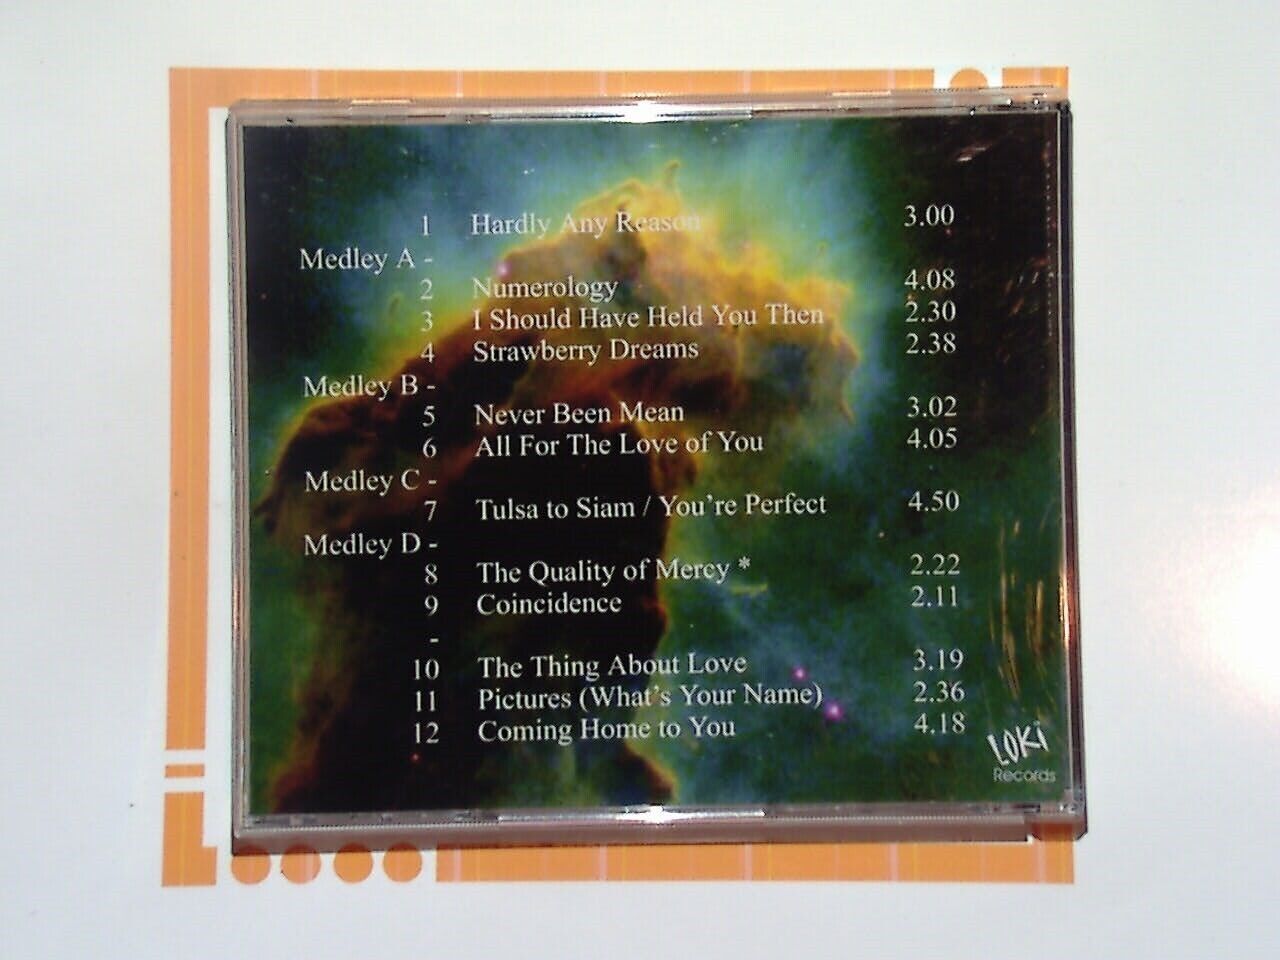 1 Hardly Any Reason 3.00
Medley A -
2 Numerology 4.08
3 I Should Have Held You Then 2.30
4 Strawberry Dreams 2.38
Medley B -
5 Never Been Mean 3.02
6 All For The Love of You 4.05
Medley C -
7 Tulsa to Siam / You're Perfect 4.50
Medley D -
8 The Quality of Mercy * 2.22
9 Coincidence 2.11
-
10 The Thing About Love 3.19
11 Pictures (What's Your Name) 2.36
12 Coming Home to You 4.18
LOKi
Records